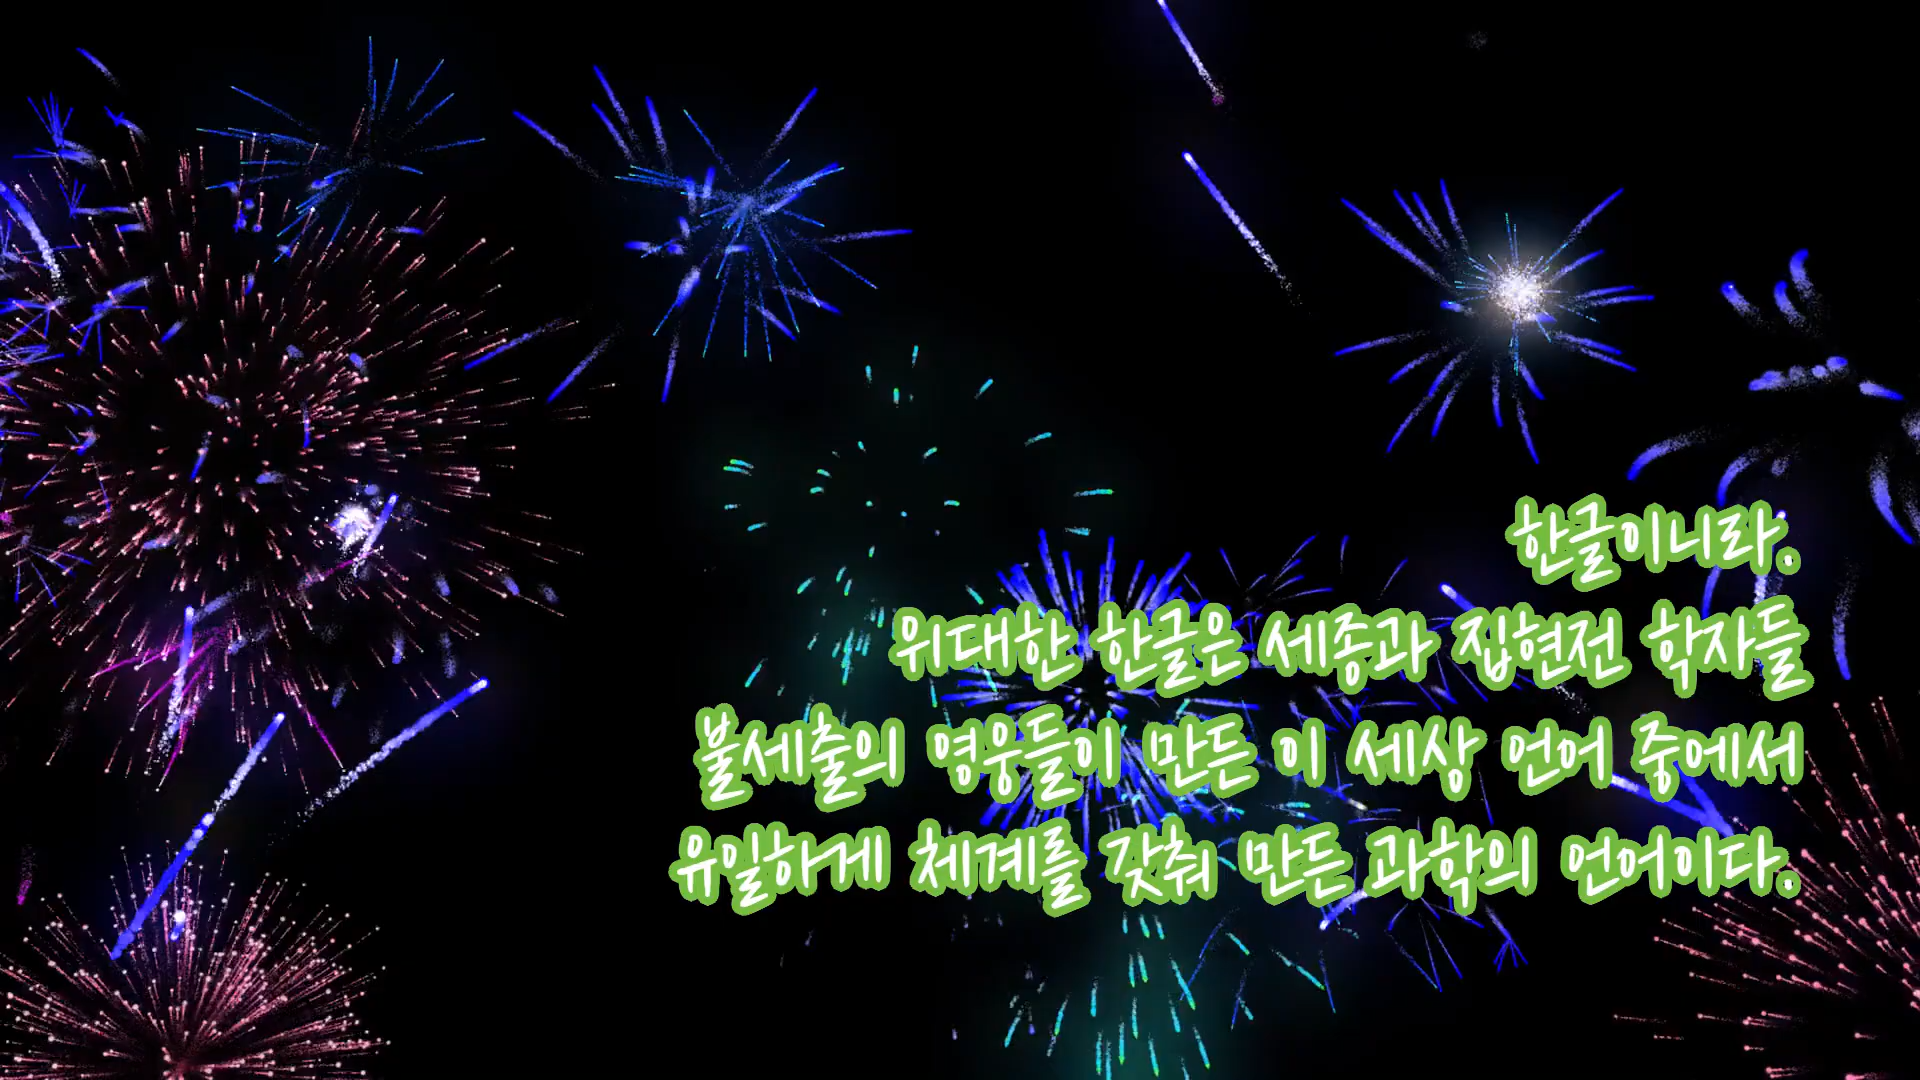 한글이니라.
위대한 한글은 세종과 집현전 학자들
불세출의 영웅들이 만든 이 세상 언어 중에서
유일하게 체계를 갖춰 만든 과학의 언어이다.